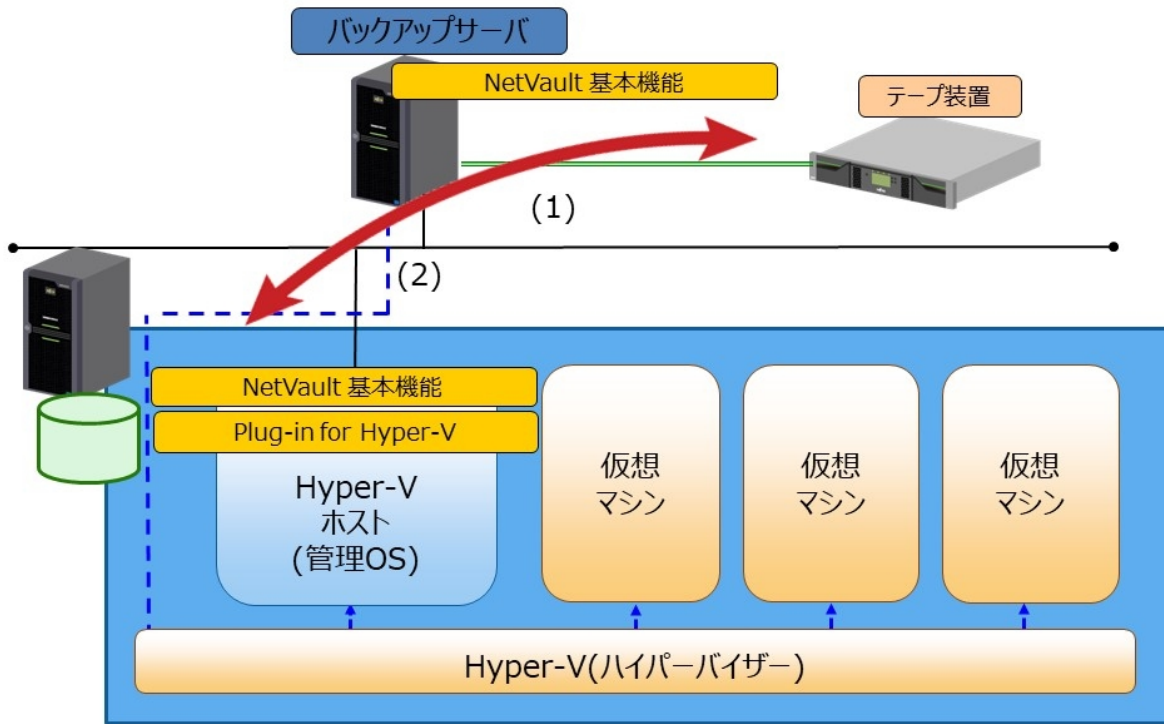 バックアップサーバ
NetVault 基本機能
テープ装置
(1)
(2)
NetVault 基本機能
Plug-in for Hyper-V
Hyper-V
ホスト
(管理OS)
仮想
マシン
仮想
マシン
仮想
マシン
Hyper-V(ハイパーバイザー)